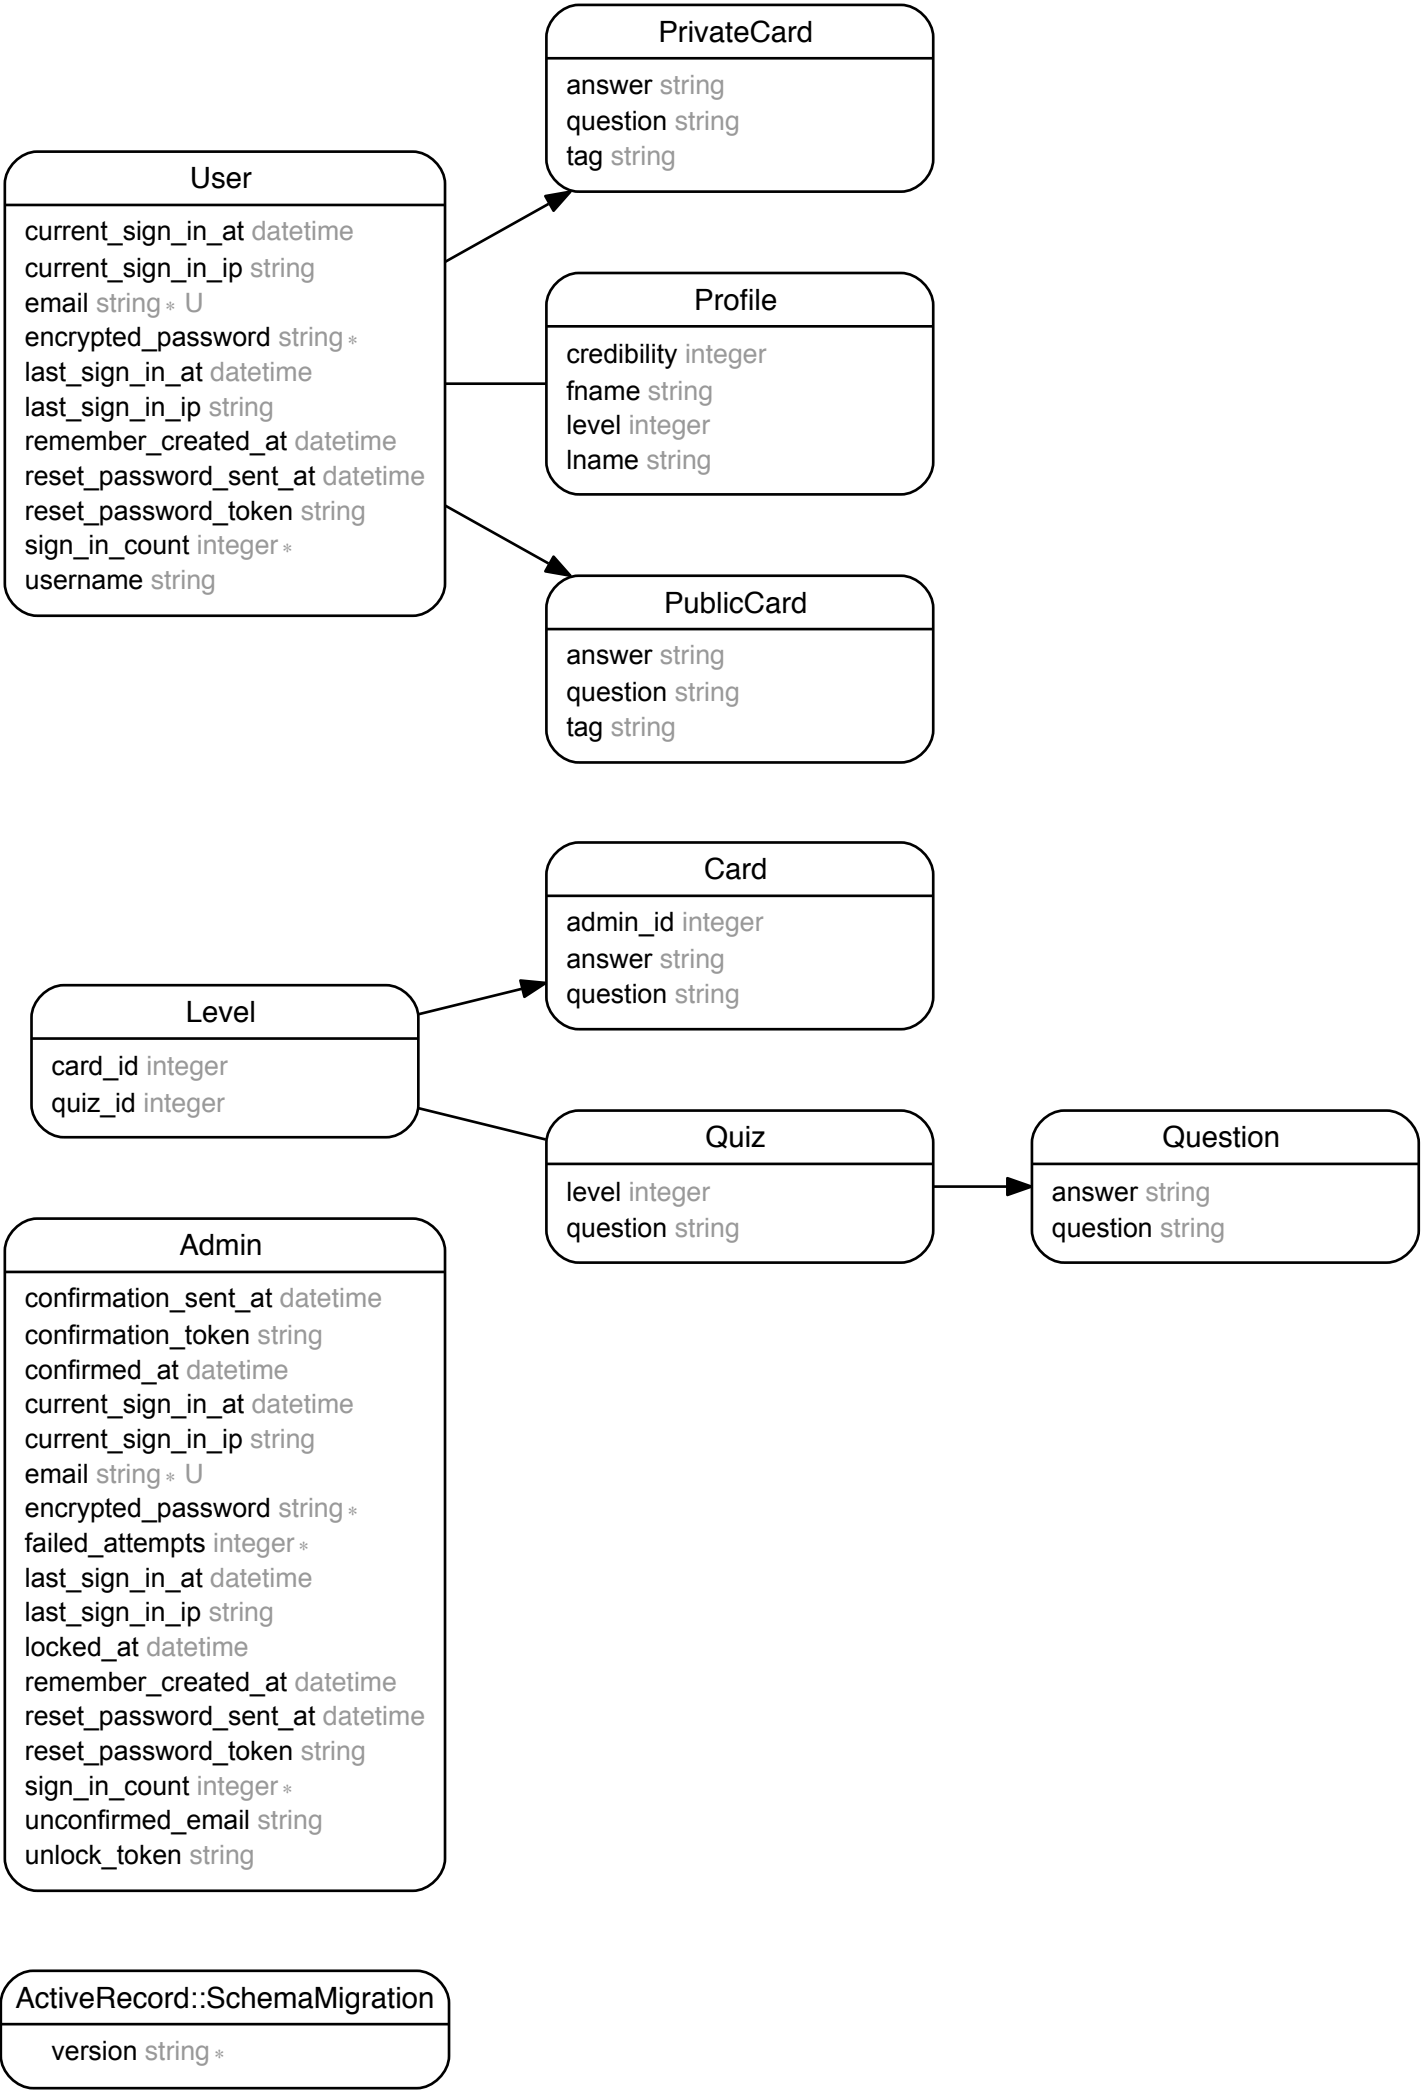 PrivateCard
answer string
question string
tag string
User
current_sign_in_at datetime
current_sign_in_ip string
email string∗ U
encrypted_password string∗
last_sign_in_at datetime
last_sign_in_ip string
remember_created_at datetime
reset_password_sent_at datetime
reset_password_token string
sign_in_count integer∗
username string
Profile
credibility integer
fname string
level integer
lname string
PublicCard
answer string
question string
tag string
Card
admin_id integer
answer string
question string
Level
card_id integer
quiz_id integer
Quiz
level integer
question string
Question
answer string
question string
Admin
confirmation_sent_at datetime
confirmation_token string
confirmed_at datetime
current_sign_in_at datetime
current_sign_in_ip string
email string∗ U
encrypted_password string∗
failed_attempts integer∗
last_sign_in_at datetime
last_sign_in_ip string
locked_at datetime
remember_created_at datetime
reset_password_sent_at datetime
reset_password_token string
sign_in_count integer∗
unconfirmed_email string
unlock_token string
ActiveRecord::SchemaMigration
version string∗